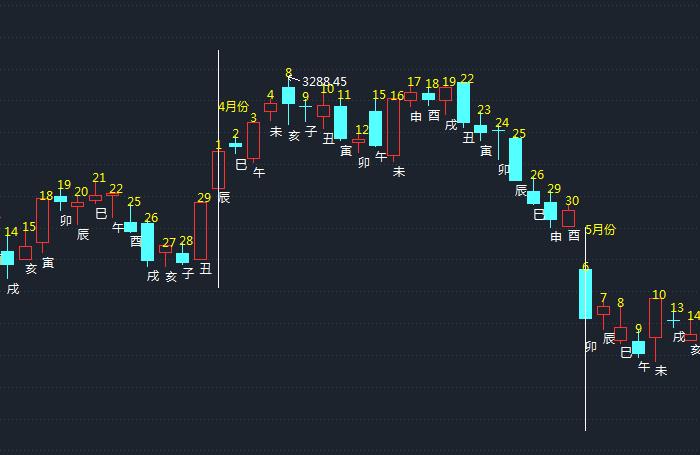 8
3288.45
17 18 19 22
4 9 10 11 15 16
4月份
2 3 12 23 24 25
未 亥 子 丑 寅 卯 午 未 申 酉 戌 丑 寅 卯 辰
1
巳 午
辰
18 19 20 21 22 29 26 29
卯 辰 巳 午 丑 巳 申 酉
25 26 30
5月份
14 15 酉 27 28
戌 亥 寅 戌 亥 子
6
7 8 10 13 14
9
卯 辰 巳 午 未 戌 亥